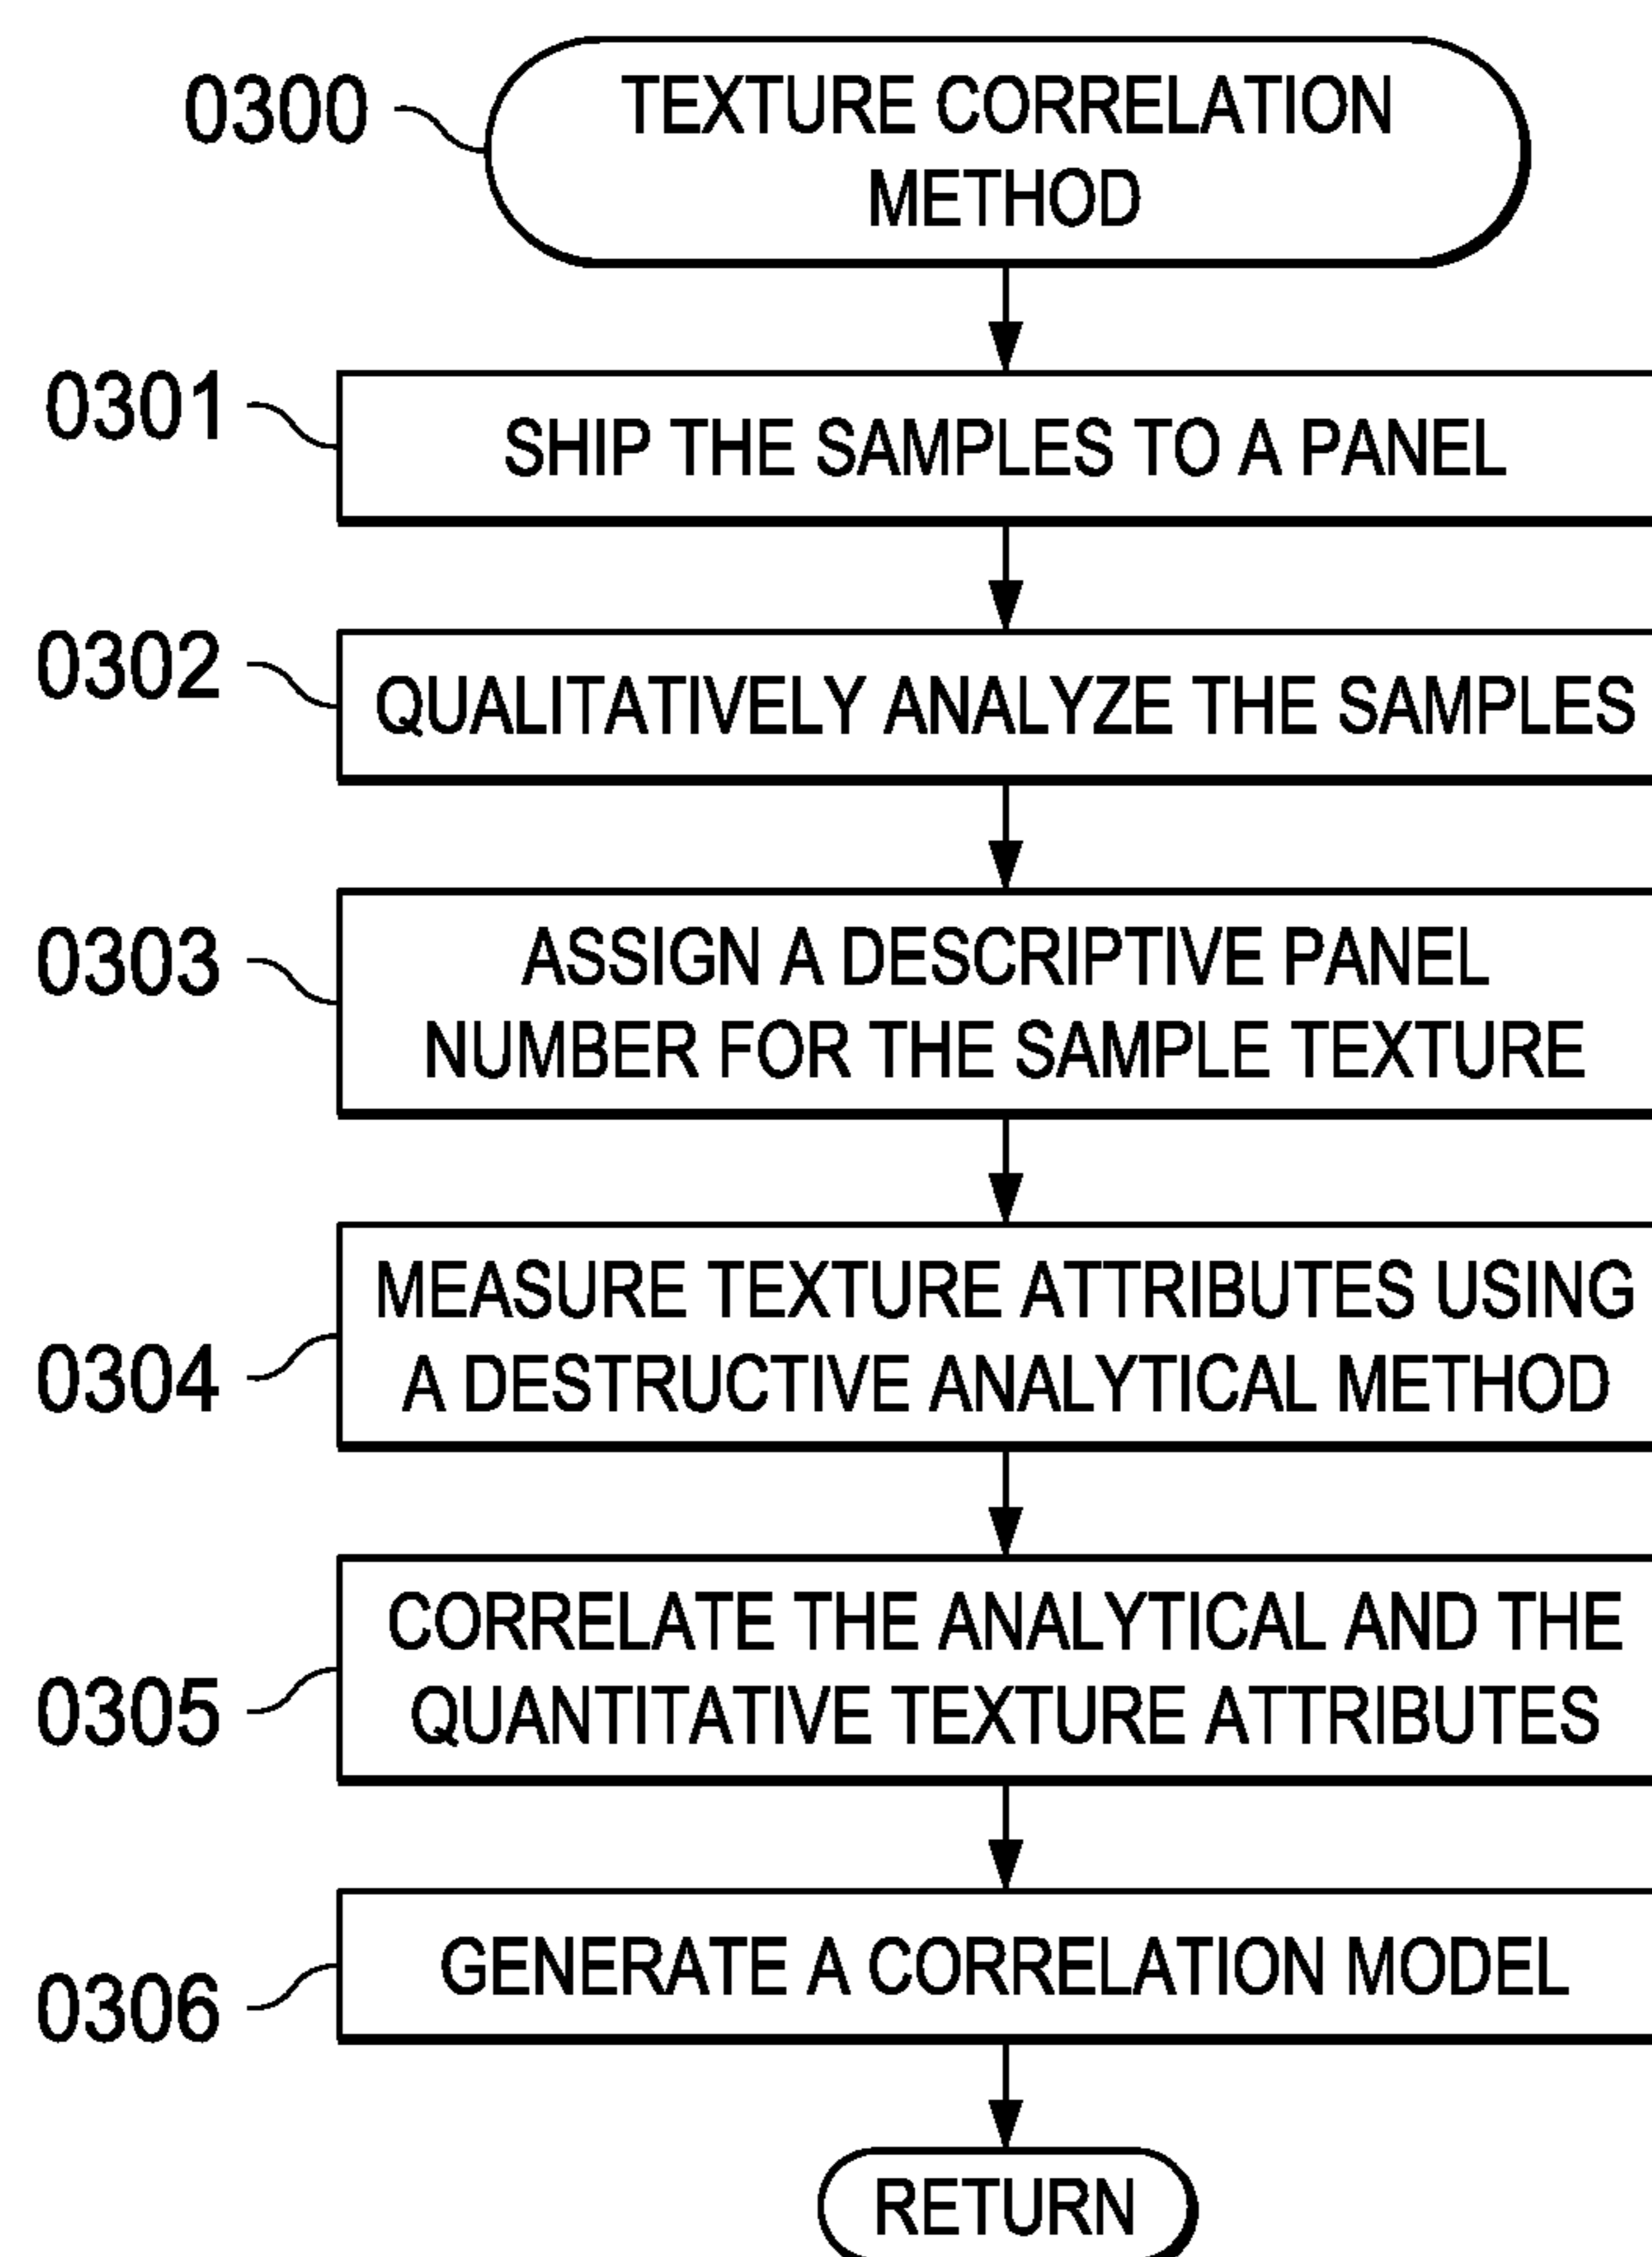 0300
TEXTURE CORRELATION
METHOD
0301
SHIP THE SAMPLES TO A PANEL
0302
QUALITATIVELY ANALYZE THE SAMPLES
0303
ASSIGN A DESCRIPTIVE PANEL
NUMBER FOR THE SAMPLE TEXTURE
0304
MEASURE TEXTURE ATTRIBUTES USING
A DESTRUCTIVE ANALYTICAL METHOD
0305
CORRELATE THE ANALYTICAL AND THE
QUANTITATIVE TEXTURE ATTRIBUTES
0306
GENERATE A CORRELATION MODEL
RETURN